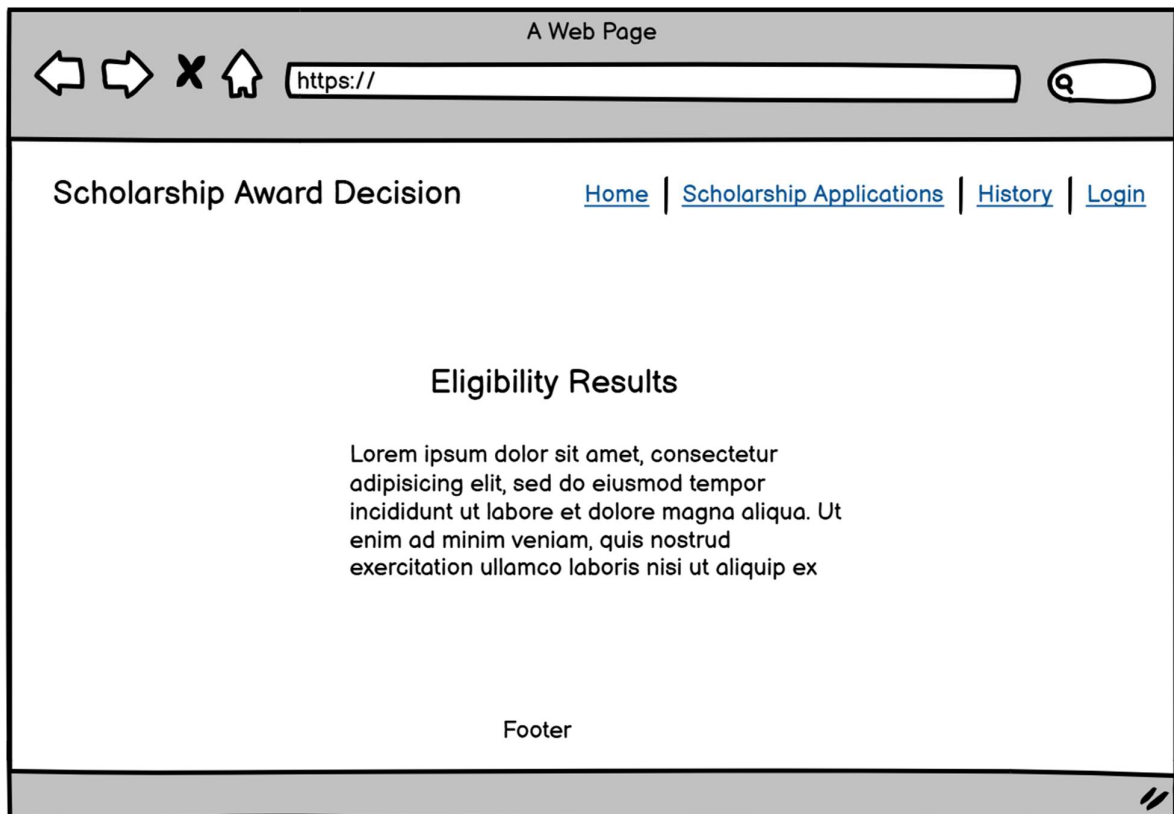 A Web Page
https://
Scholarship Award Decision
Home | Scholarship Applications | History | Login
Eligibility Results
Lorem ipsum dolor sit amet, consectetur
adipisicing elit, sed do eiusmod tempor
incididunt ut labore et dolore magna aliqua. Ut
enim ad minim veniam, quis nostrud
exercitation ullamco laboris nisi ut aliquip ex
Footer